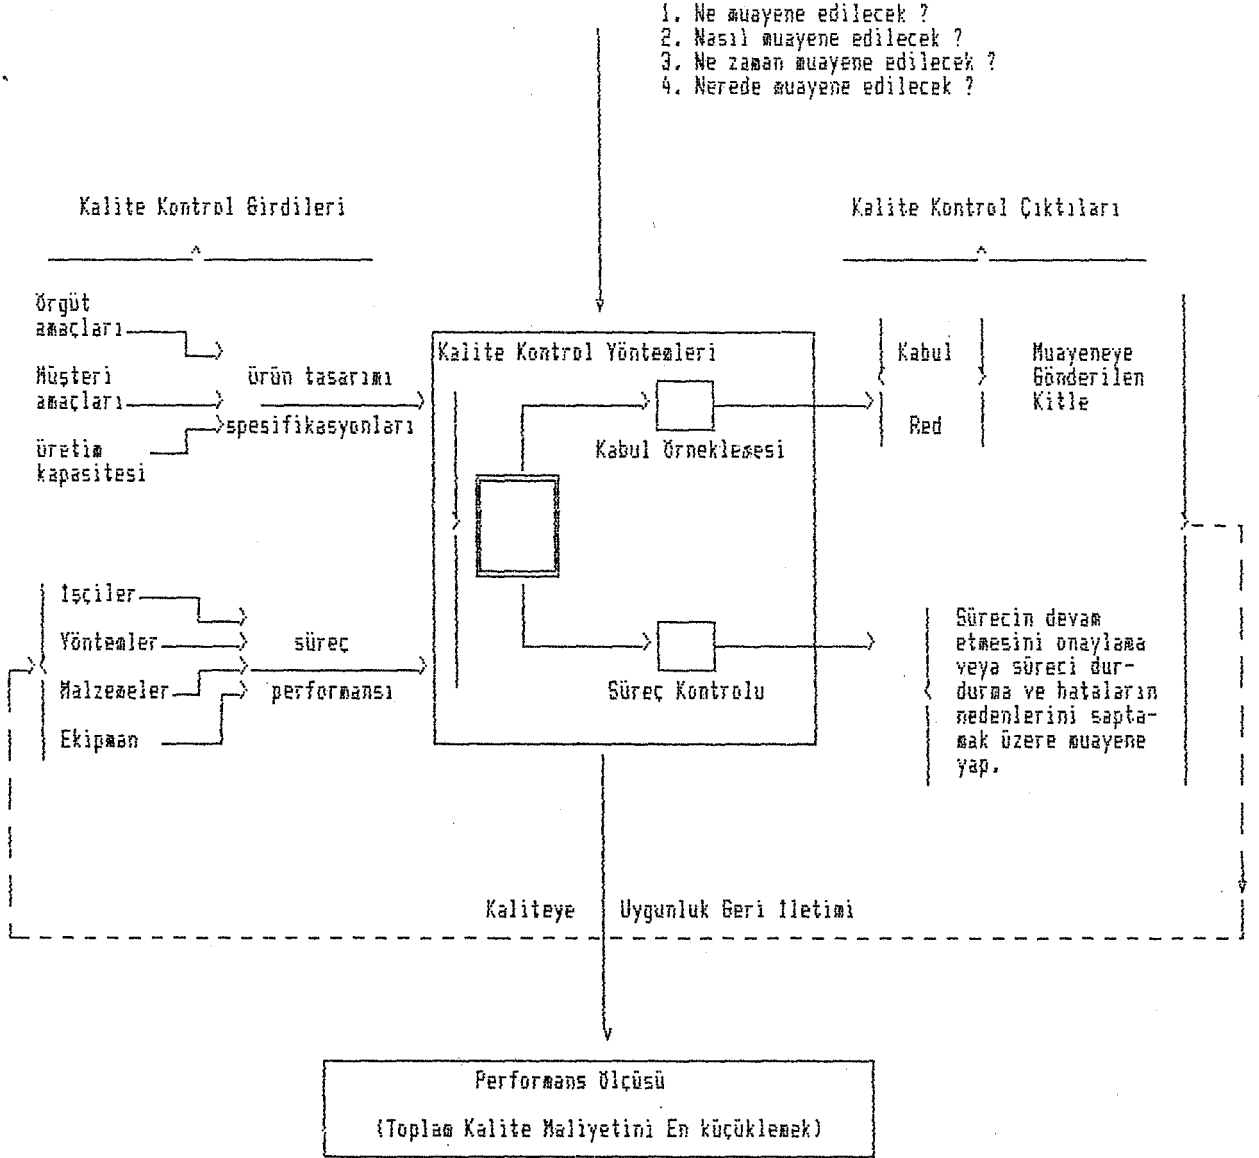 1. Ne muayene edilecek ?
2. Nasıl muayene edilecek ?
3. Ne zaman muayene edilecek ?
4. Nerede muayene edilecek ?
Kalite Kontrol Girdileri
Kalite Kontrol Çıktıları
Örgüt
amaçları
Müşteri
amaçları
Üretim
kapasitesi
ürün tasarımı
spesifikasyonları
Kalite Kontrol Yöntemleri
Kabul Örneklemesi
Kabul
Red
Muayeneye
Gönderilen
Kitle
İşçiler
Yöntemler
Malzemeler
Ekipman
süreç
performansı
Süreç Kontrolu
Sürecin devam
etmesini onaylama
veya süreci dur-
durma ve hataların
nedenlerini sapta-
mak üzere muayene
yap.
Kaliteye Uygunluk Geri İletimi
Performans Ölçüsü
(Toplam Kalite Maliyetini En küçüklemek)